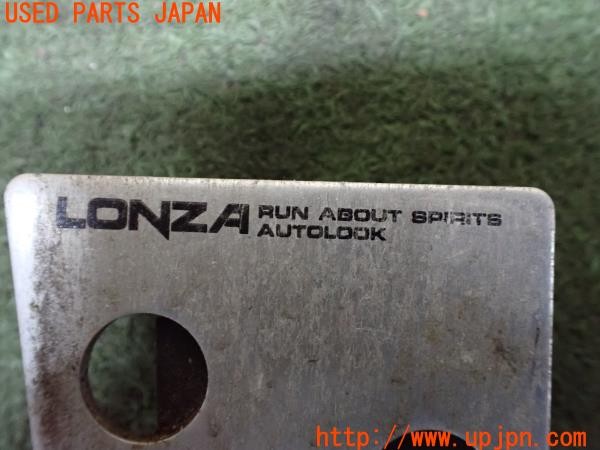 USED PARTS JAPAN
LONZA RUN ABOUT SPIRITS
AUTOLOOK
http://www.upjpn.com